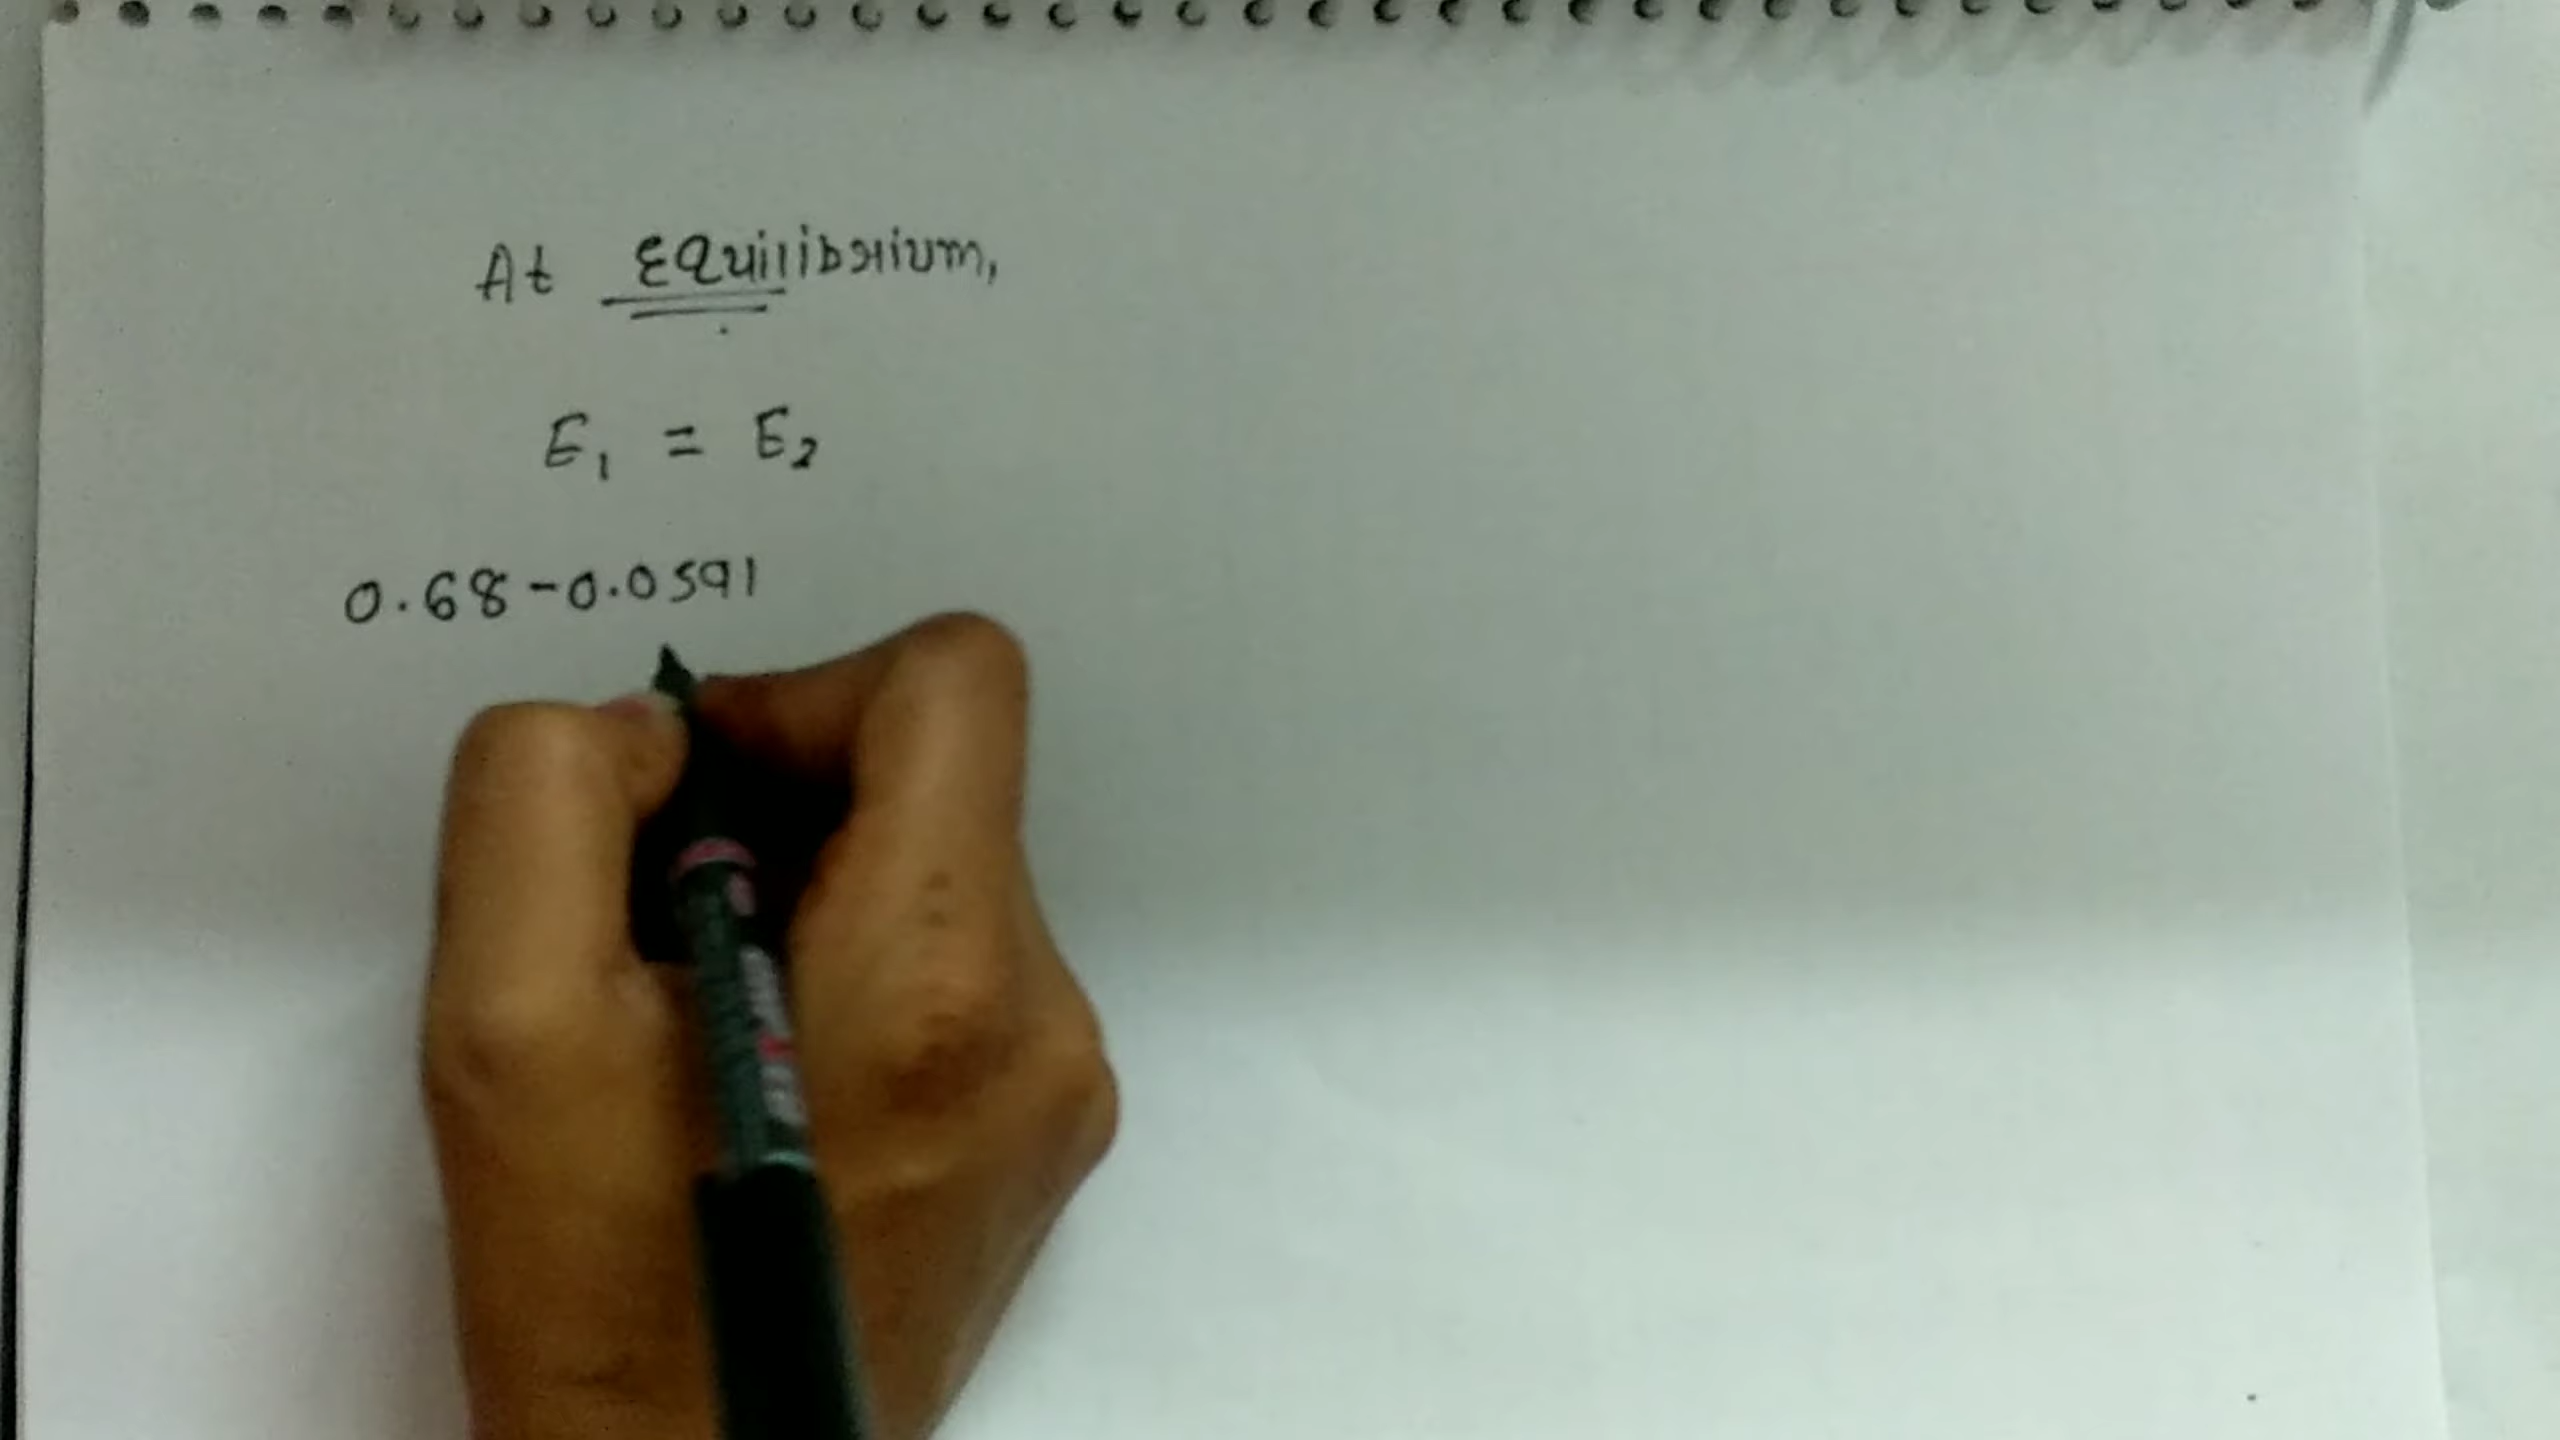 At Equilibrium,
E₁ = E₂
0.68-0.0591